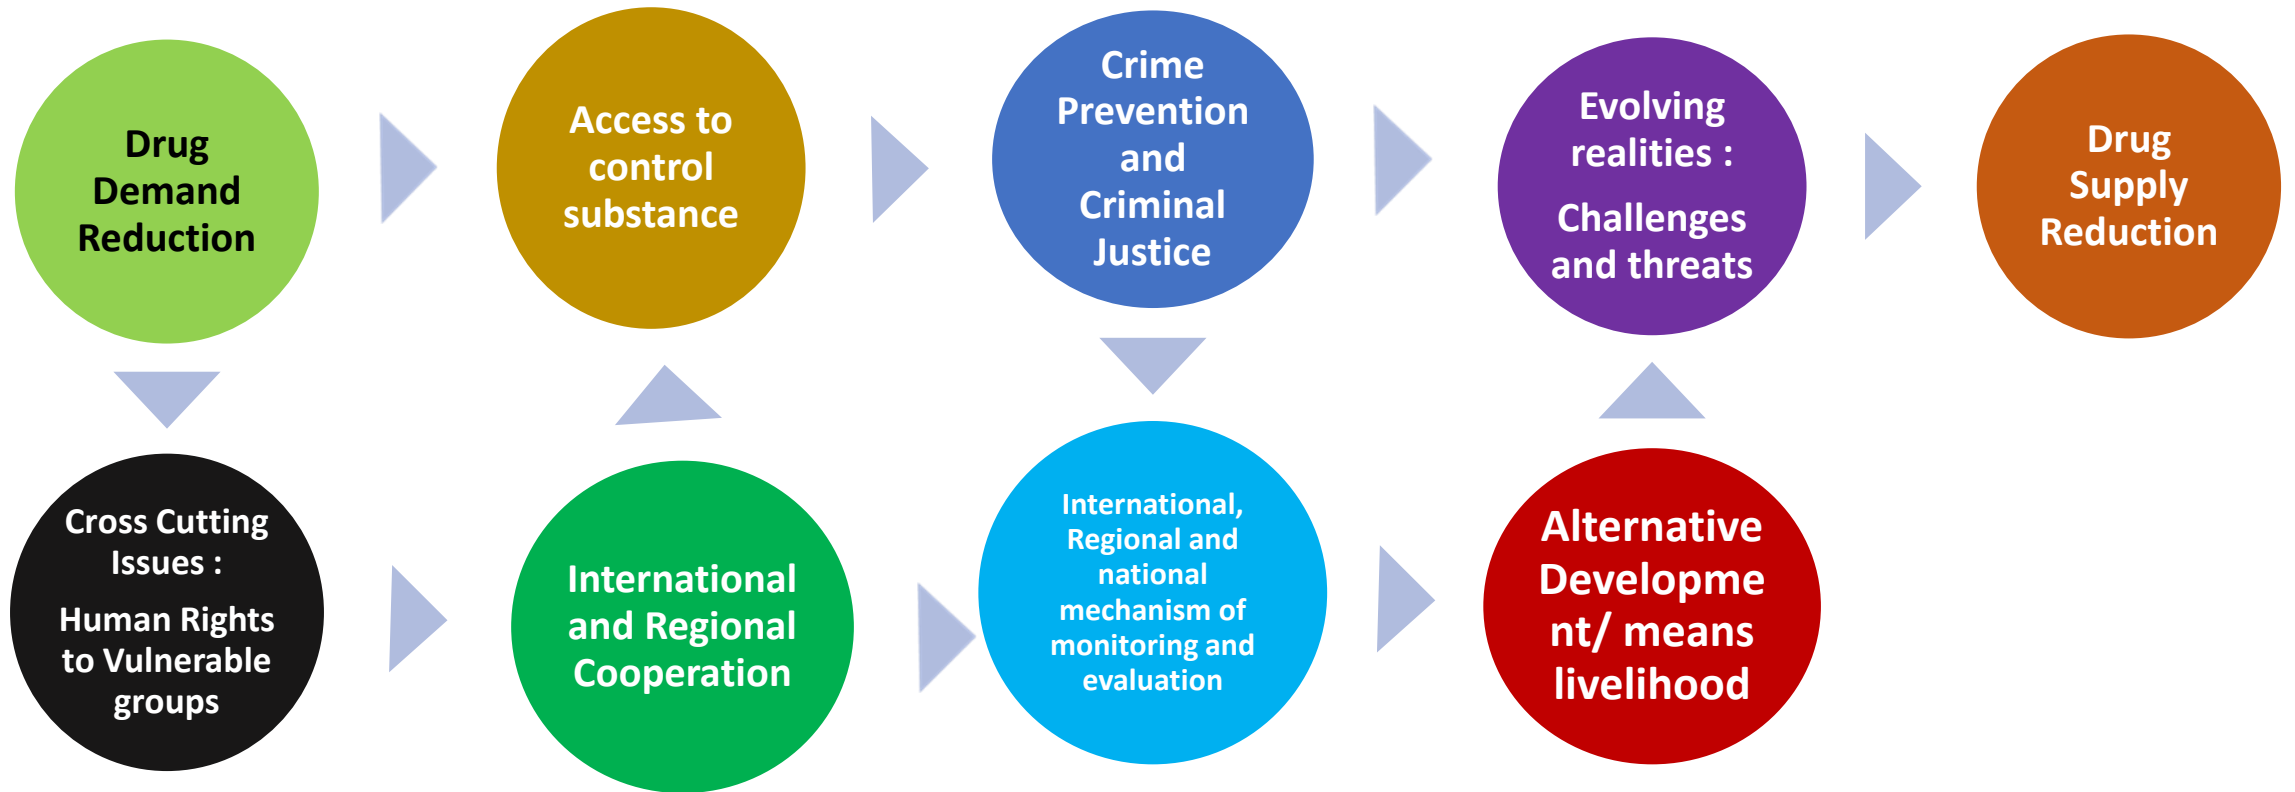 Drug
Demand
Reduction
Access to
control
substance
Crime
Prevention
and
Criminal
Justice
Evolving
realities :
Challenges
and threats
Drug
Supply
Reduction
Cross Cutting
Issues :
Human Rights
to Vulnerable
groups
International
and Regional
Cooperation
International,
Regional and
national
mechanism of
monitoring and
evaluation
Alternative
Developme
nt/ means
livelihood